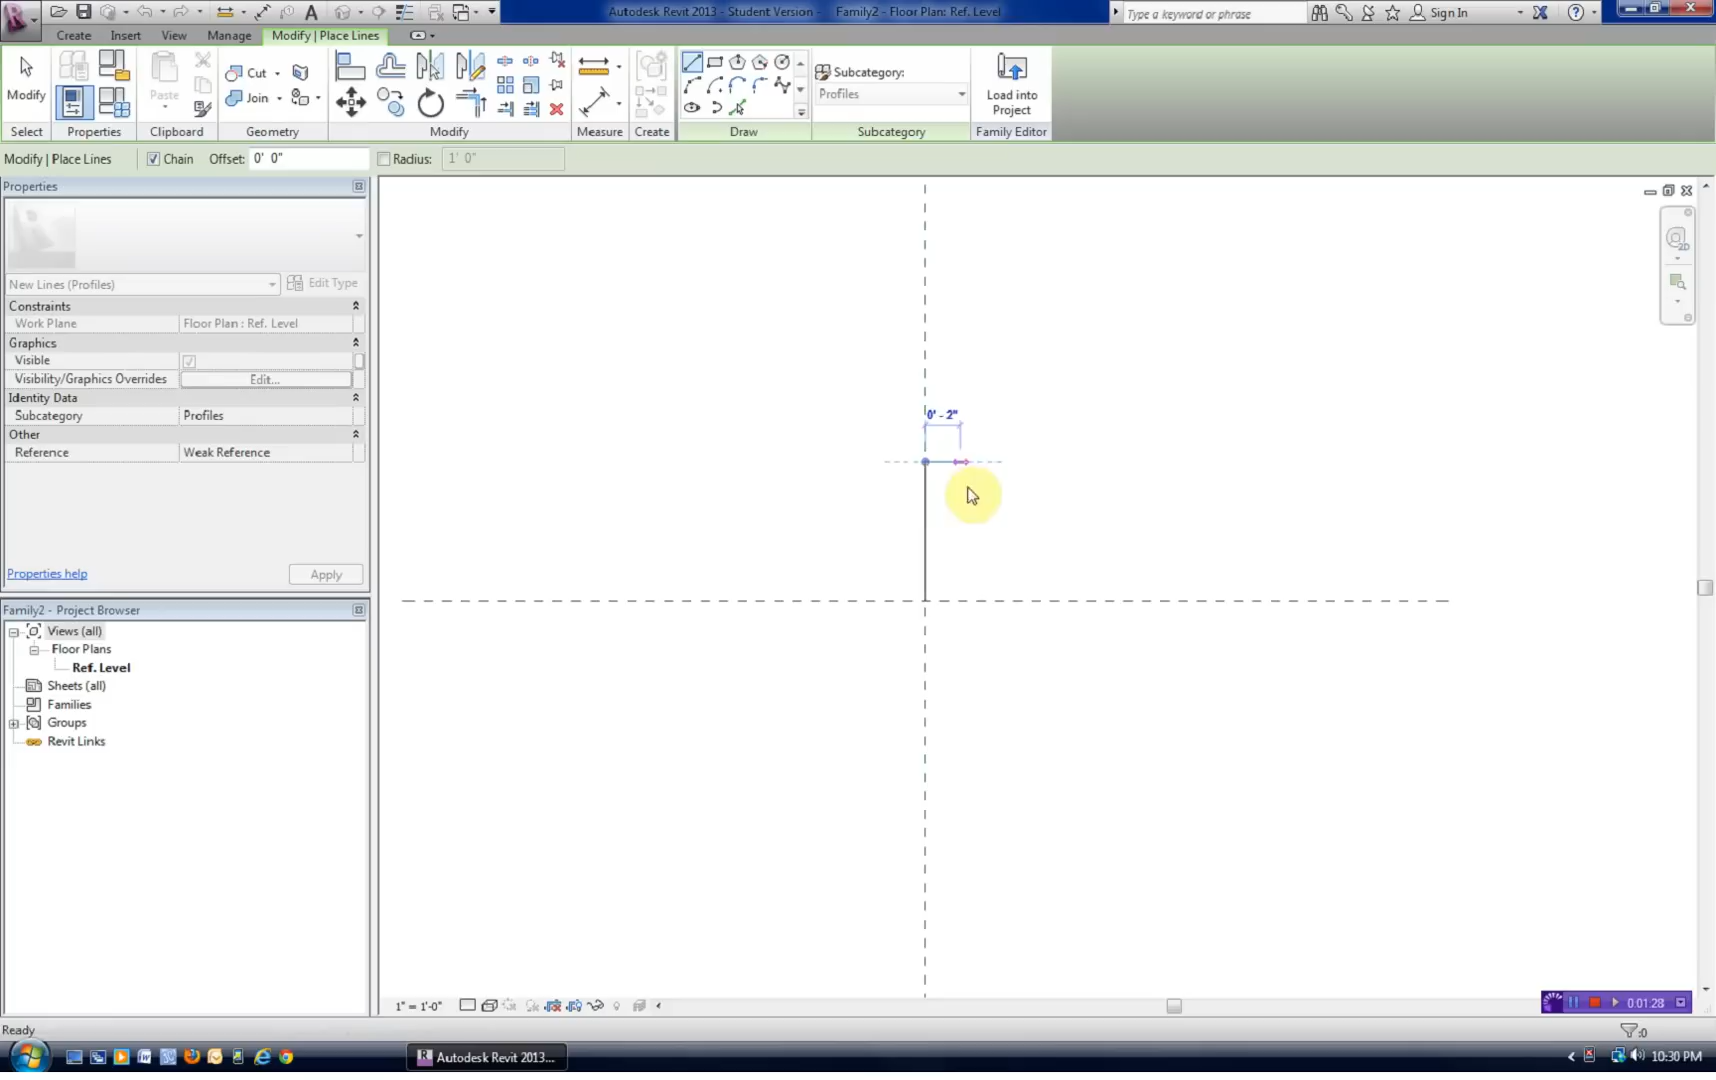 Autodesk Revit 2013 - Student Version - Family2 - Floor Plan: Ref. Level
Type a keyword or phrase
Sign In
Create Insert View Manage Modify | Place Lines
Modify
Paste
Cut
Join
Subcategory:
Profiles
Load into
Project
Select Properties Clipboard Geometry Modify Measure Create Draw Subcategory Family Editor
Modify | Place Lines Chain Offset: 0' 0" Radius: 1' 0"
Properties
New Lines (Profiles) Edit Type
Constraints
Work Plane Floor Plan : Ref. Level
Graphics
Visible
Visibility/Graphics Overrides Edit...
Identity Data
Subcategory Profiles
Other
Reference Weak Reference
Properties help Apply
0' - 2"
2D
Family2 - Project Browser
Views (all)
Floor Plans
Ref. Level
Sheets (all)
Families
Groups
Revit Links
1" = 1'-0"
0:01:28
Ready
:0
Autodesk Revit 2013...
10:30 PM